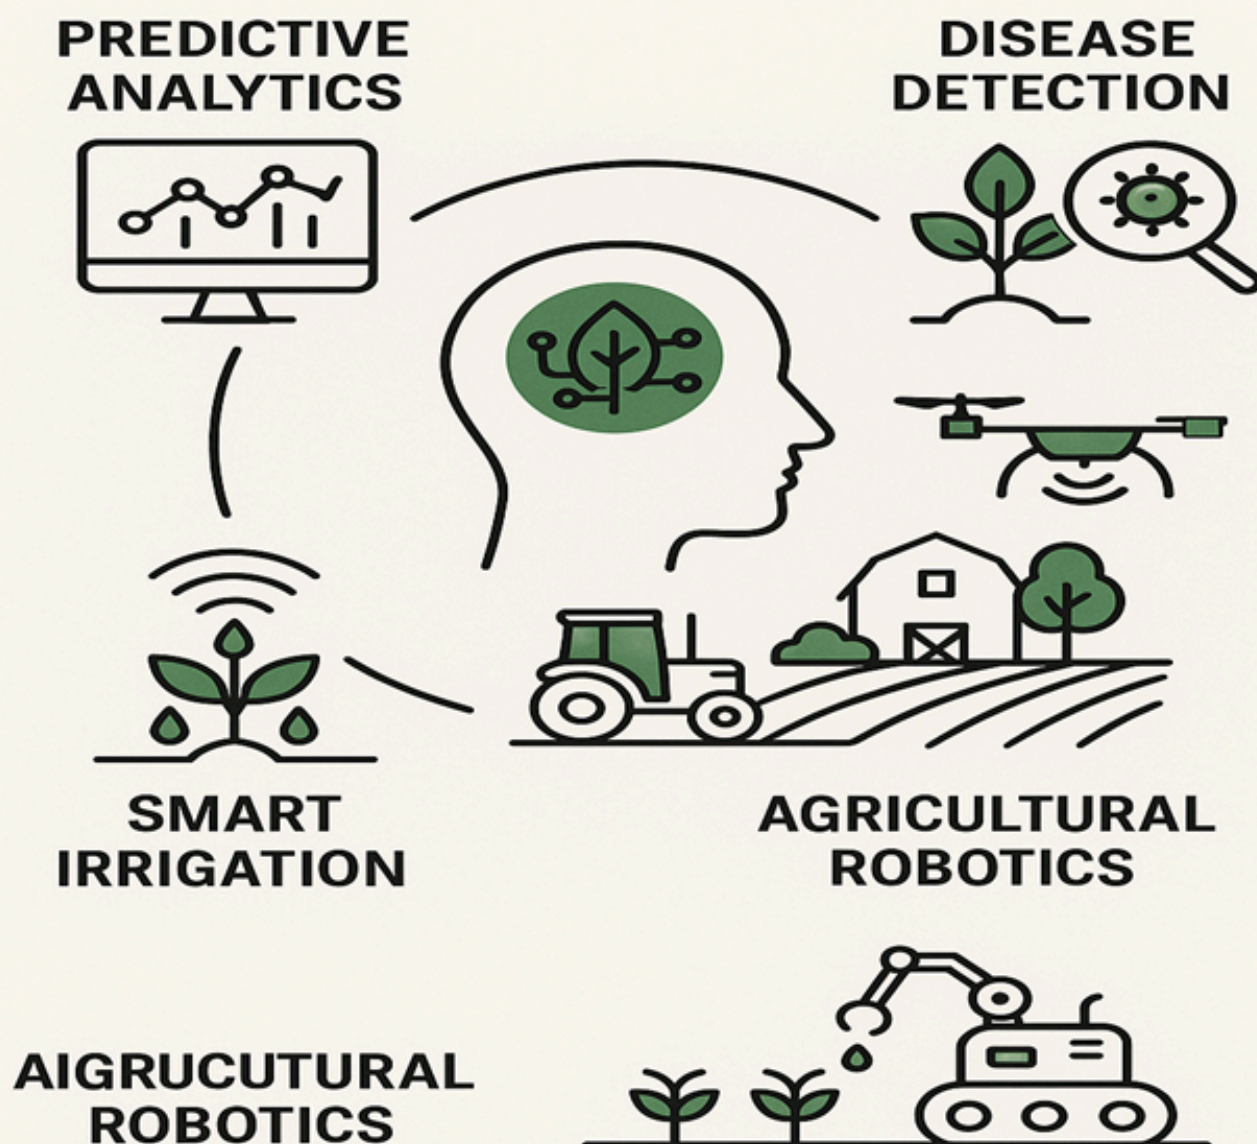 PREDICTIVE
ANALYTICS
DISEASE
DETECTION
SMART
IRRIGATION
AGRICULTURAL
ROBOTICS
AIGRUCUTURAL
ROBOTICS